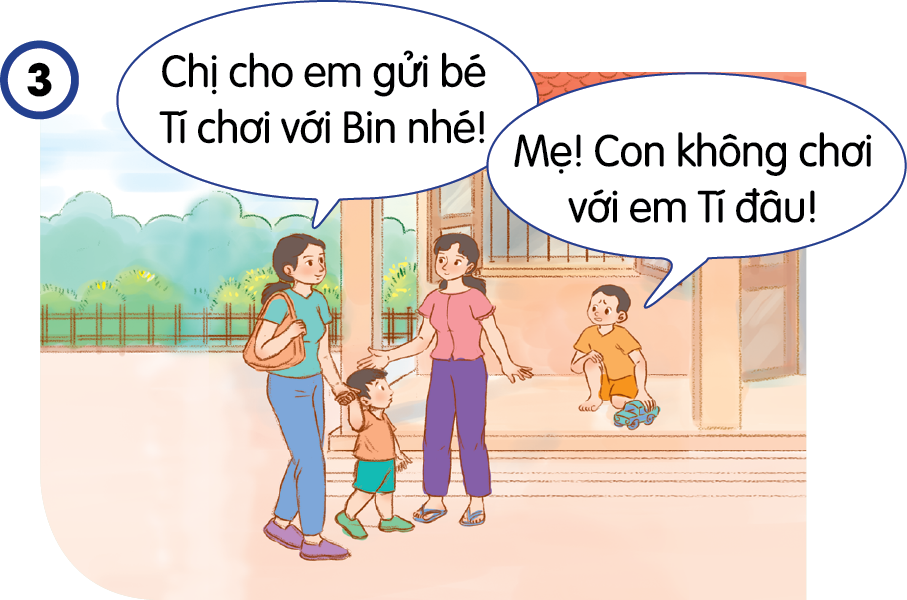 3
Chị cho em gửi bé
Tí chơi với Bin nhé!
Mẹ! Con không chơi
với em Tí đâu!